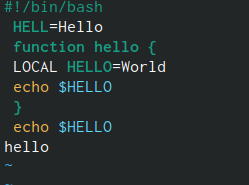 #!/bin/bash
HELL=Hello
function hello {
LOCAL HELLO=World
echo $HELLO
}
echo $HELLO
hello
~
~